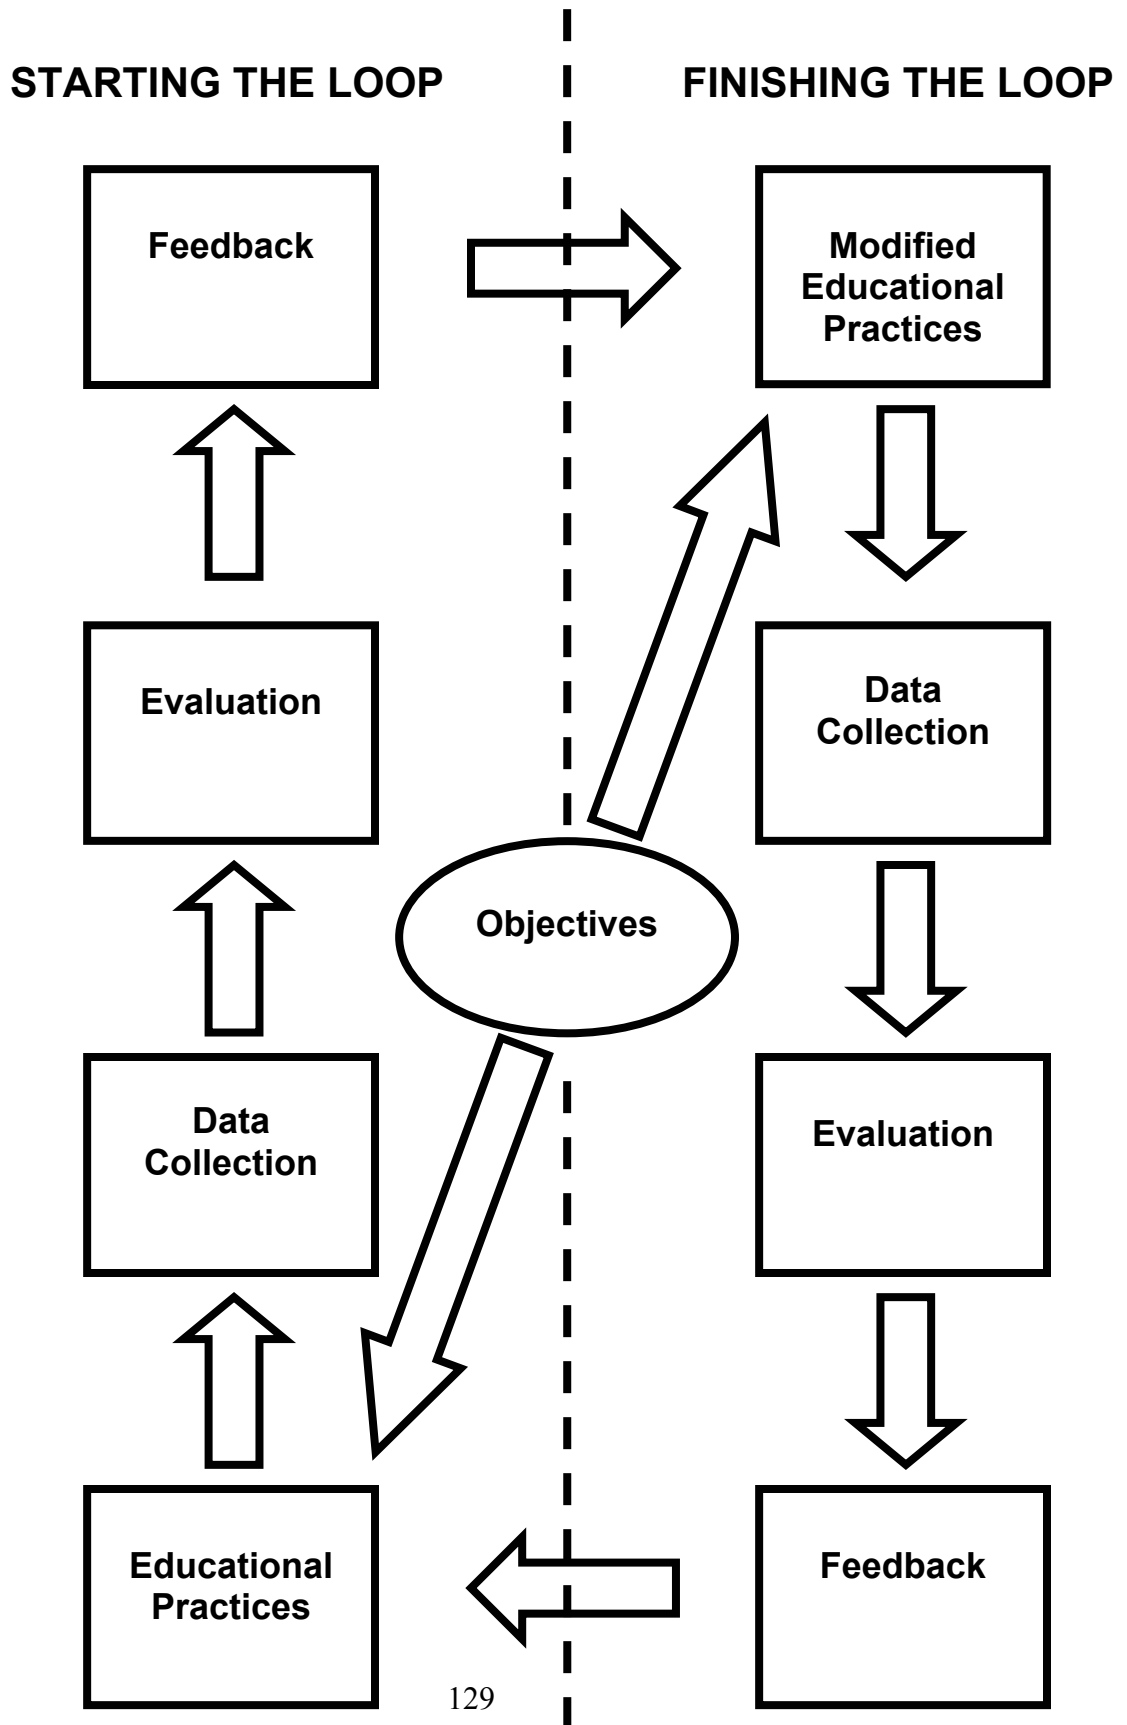 STARTING THE LOOP
FINISHING THE LOOP
Feedback
Modified
Educational
Practices
Evaluation
Data
Collection
Objectives
Data
Collection
Evaluation
Educational
Practices
Feedback
129